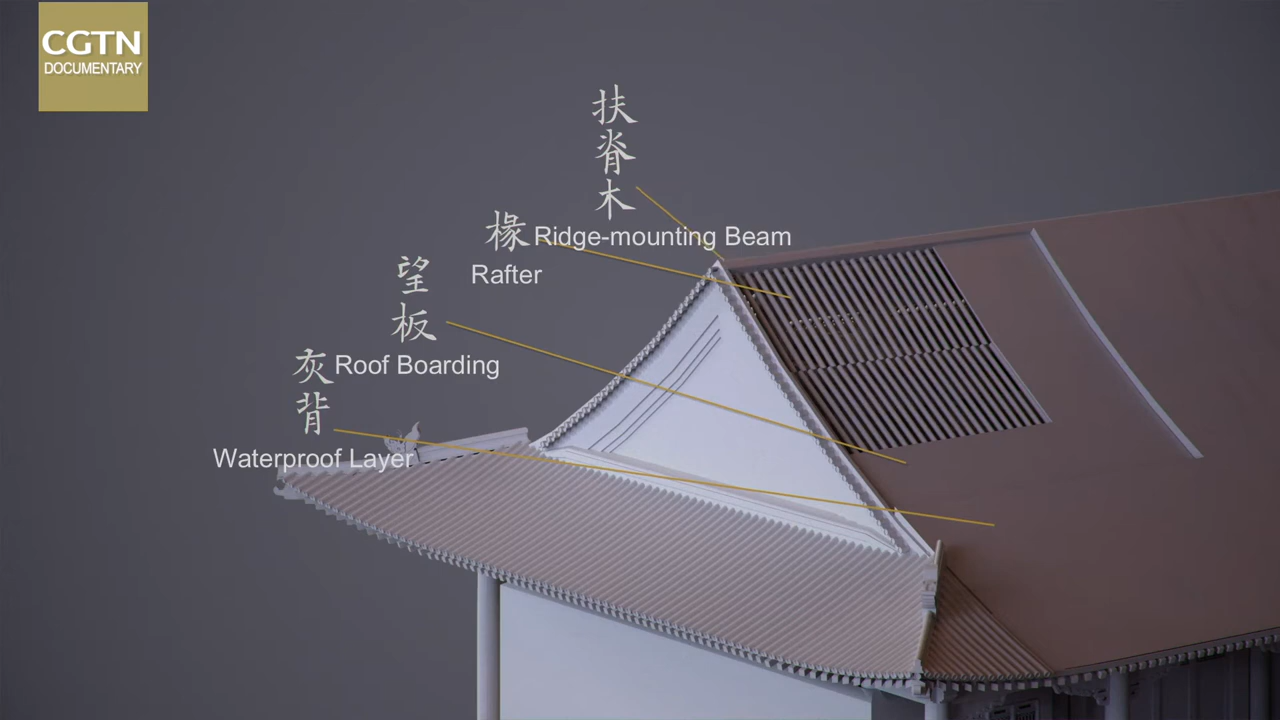 CGTN
DOCUMENTARY
扶脊木
Ridge-mounting Beam
椽
Rafter
望板
Roof Boarding
灰背
Waterproof Layer